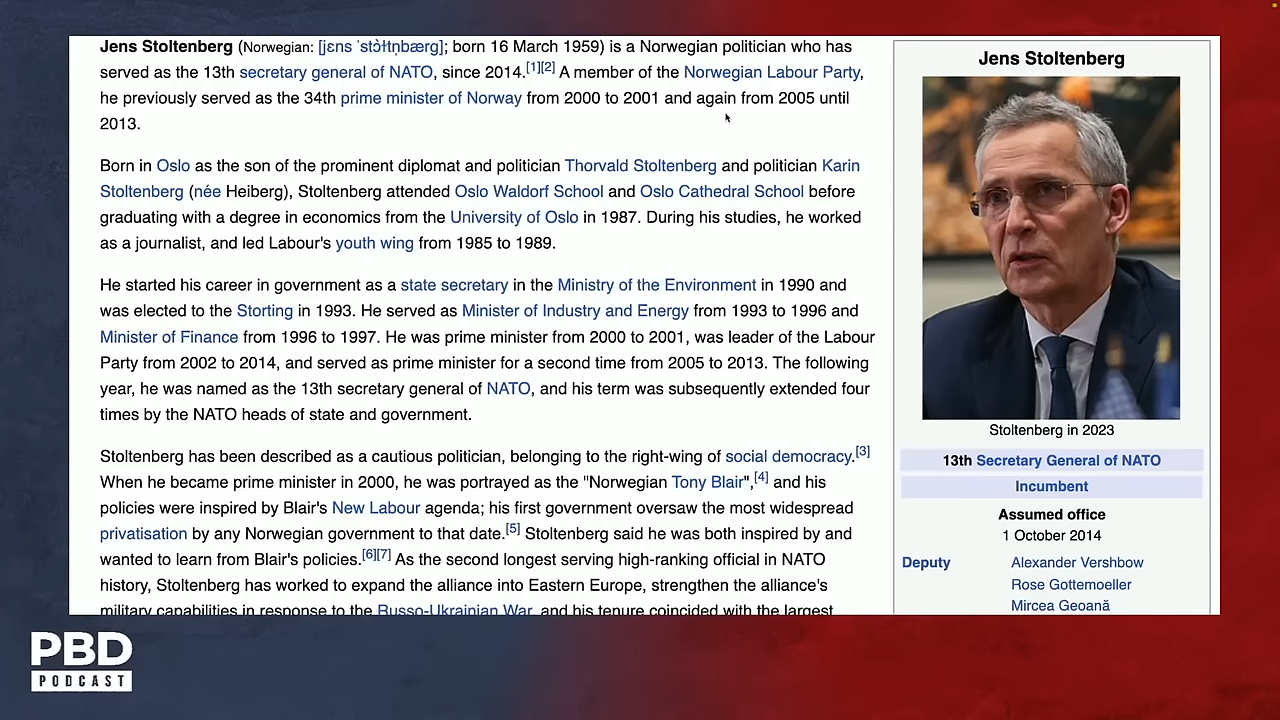 Jens Stoltenberg (Norwegian: [jɛns ˈstɔ̀ltn̩bærɡ]; born 16 March 1959) is a Norwegian politician who has
served as the 13th secretary general of NATO, since 2014.[1][2] A member of the Norwegian Labour Party,
he previously served as the 34th prime minister of Norway from 2000 to 2001 and again from 2005 until
2013.
Born in Oslo as the son of the prominent diplomat and politician Thorvald Stoltenberg and politician Karin
Stoltenberg (née Heiberg), Stoltenberg attended Oslo Waldorf School and Oslo Cathedral School before
graduating with a degree in economics from the University of Oslo in 1987. During his studies, he worked
as a journalist, and led Labour's youth wing from 1985 to 1989.
He started his career in government as a state secretary in the Ministry of the Environment in 1990 and
was elected to the Storting in 1993. He served as Minister of Industry and Energy from 1993 to 1996 and
Minister of Finance from 1996 to 1997. He was prime minister from 2000 to 2001, was leader of the Labour
Party from 2002 to 2014, and served as prime minister for a second time from 2005 to 2013. The following
year, he was named as the 13th secretary general of NATO, and his term was subsequently extended four
times by the NATO heads of state and government.
Stoltenberg has been described as a cautious politician, belonging to the right-wing of social democracy.[3]
When he became prime minister in 2000, he was portrayed as the "Norwegian Tony Blair",[4] and his
policies were inspired by Blair's New Labour agenda; his first government oversaw the most widespread
privatisation by any Norwegian government to that date.[5] Stoltenberg said he was both inspired by and
wanted to learn from Blair's policies.[6][7] As the second longest serving high-ranking official in NATO
history, Stoltenberg has worked to expand the alliance into Eastern Europe, strengthen the alliance's
military capabilities in response to the Russo-Ukrainian War, and his tenure coincided with the largest
Jens Stoltenberg
Stoltenberg in 2023
13th Secretary General of NATO
Incumbent
Assumed office
1 October 2014
Deputy Alexander Vershbow
Rose Gottemoeller
Mircea Geoană
PBD
PODCAST